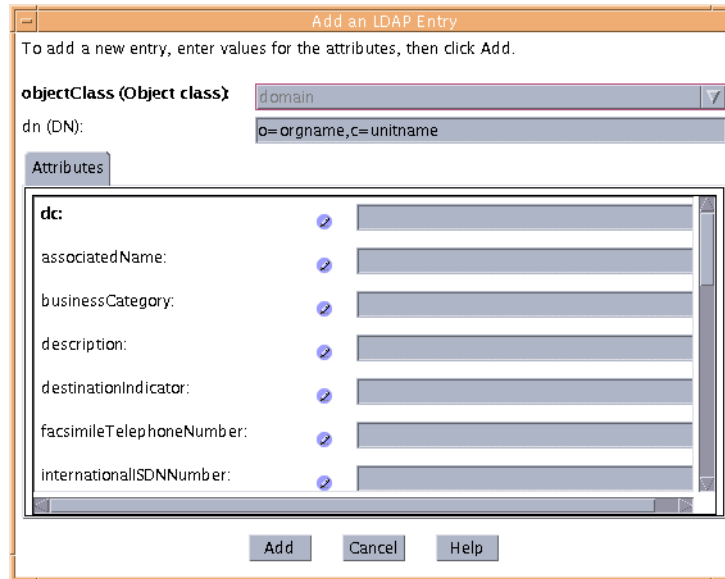 Add an LDAP Entry
To add a new entry, enter values for the attributes, then click Add.
objectClass (Object class):
domain
dn (DN):
o=orgname,c=unitname
Attributes
dc:
associatedName:
businessCategory:
description:
destinationIndicator:
facsimileTelephoneNumber:
internationalISDNNumber:
Add Cancel Help